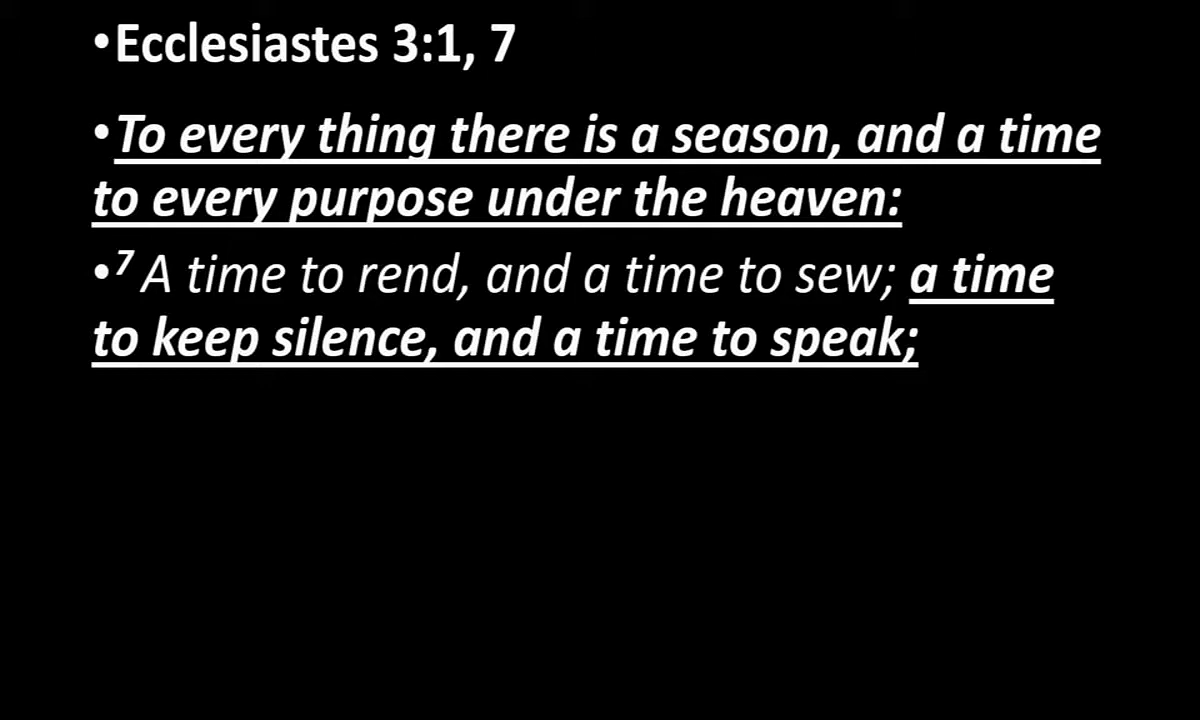 •Ecclesiastes 3:1, 7
•To every thing there is a season, and a time
to every purpose under the heaven:
•⁷ A time to rend, and a time to sew; a time
to keep silence, and a time to speak;